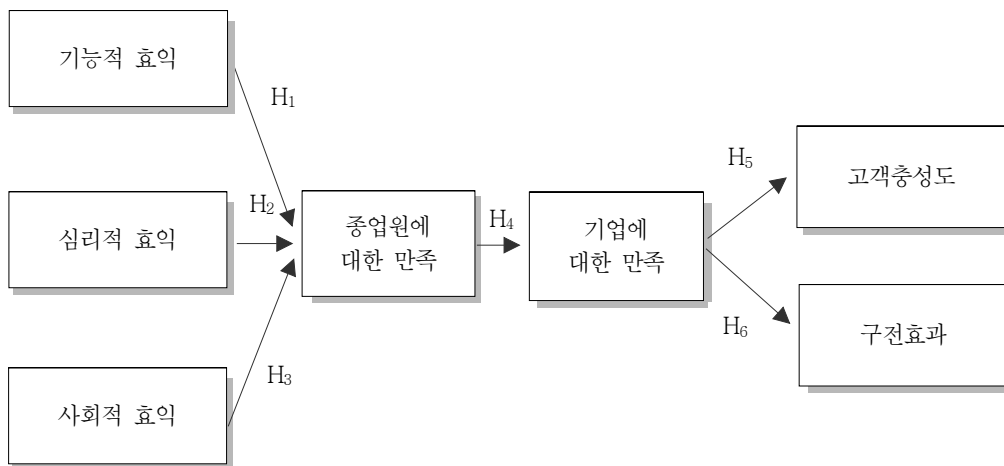 기능적 효익
H₁
심리적 효익
H₂
사회적 효익
H₃
종업원에
대한 만족
H₄
기업에
대한 만족
H₅
고객충성도
H₆
구전효과